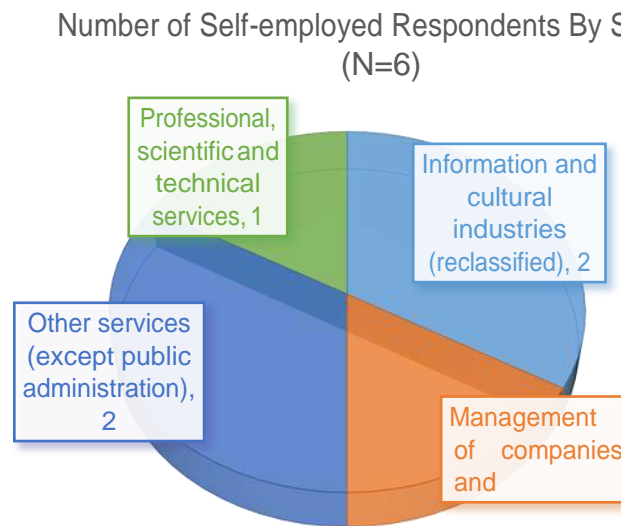 Number of Self-employed Respondents By S
(N=6)
Professional,
scientific and
technical
services, 1
Information and
cultural
industries
(reclassified), 2
Other services
(except public
administration),
2
Management
of companies
and